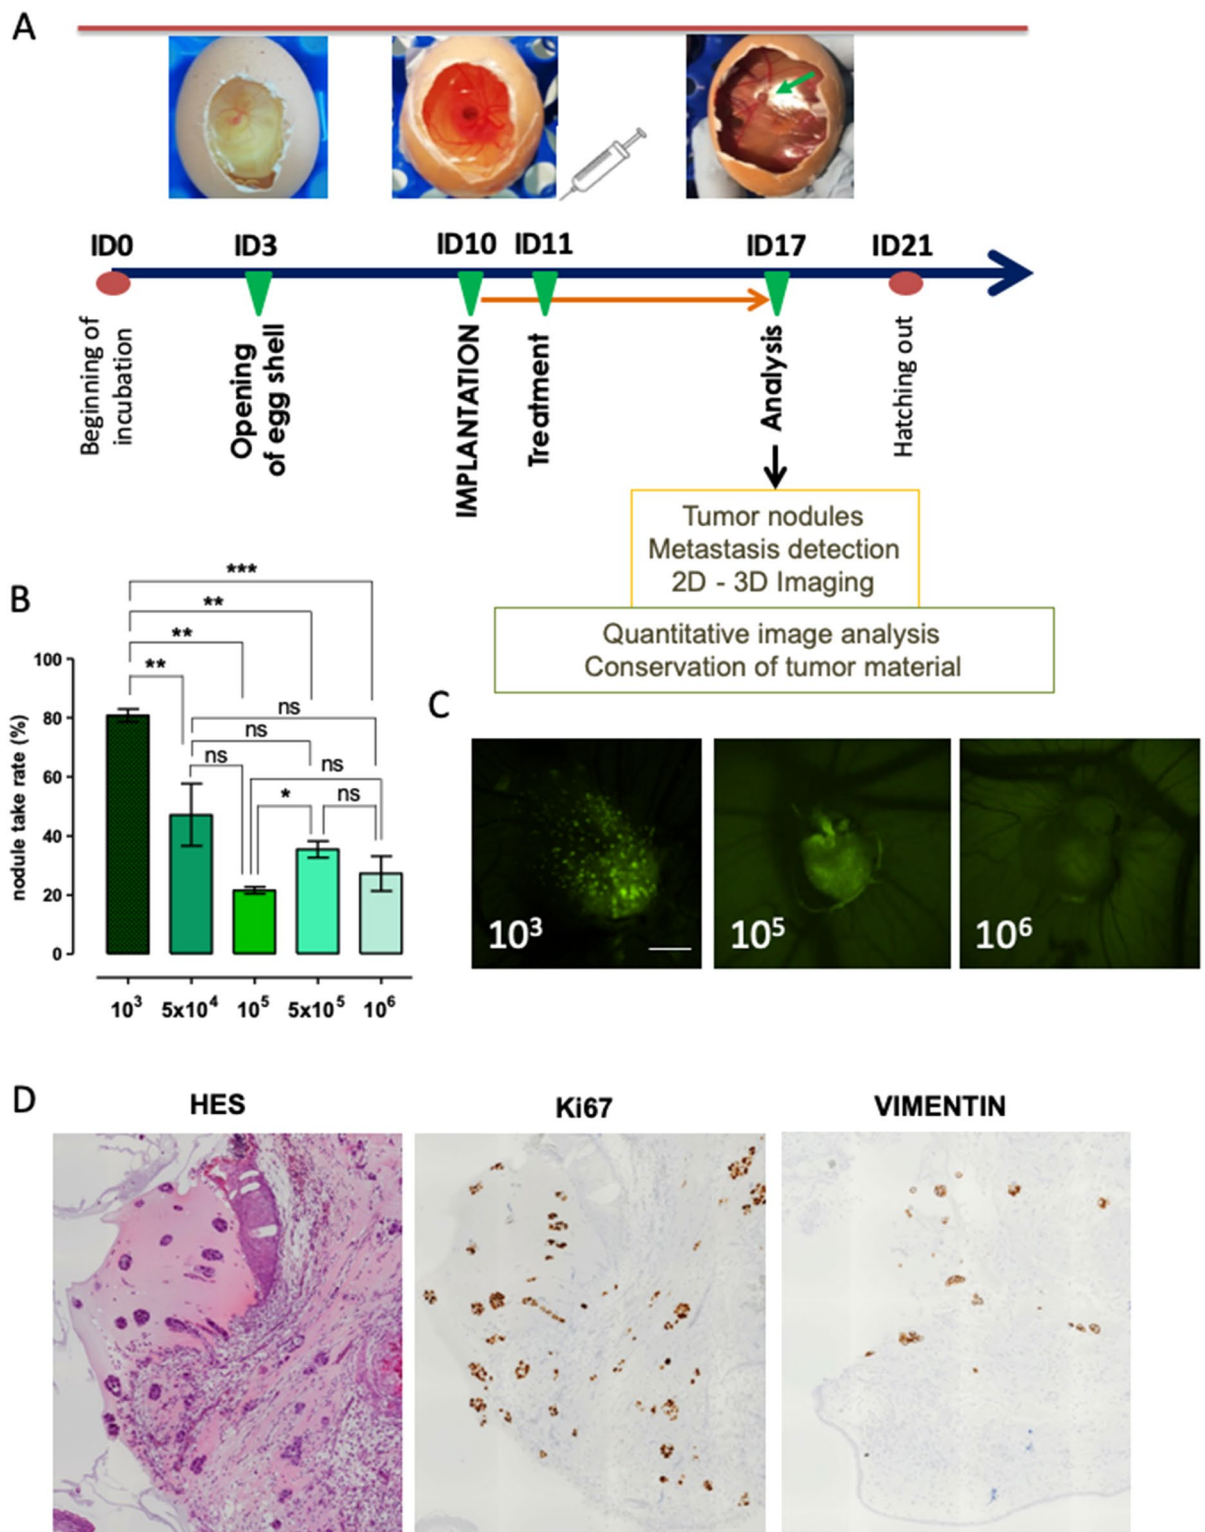 A
ID0 ID3 ID10 ID11 ID17 ID21
Beginning of
incubation
Opening
of egg shell
IMPLANTATION
Treatment
Analysis
Hatching out
Tumor nodules
Metastasis detection
2D - 3D Imaging
Quantitative image analysis
Conservation of tumor material
B
***
**
**
**
ns
ns
ns
ns
*
ns
nodule take rate (%)
100
80
60
40
20
0
10³ 5x10⁴ 10⁵ 5x10⁵ 10⁶
C
10³ 10⁵ 10⁶
D
HES Ki67 VIMENTIN